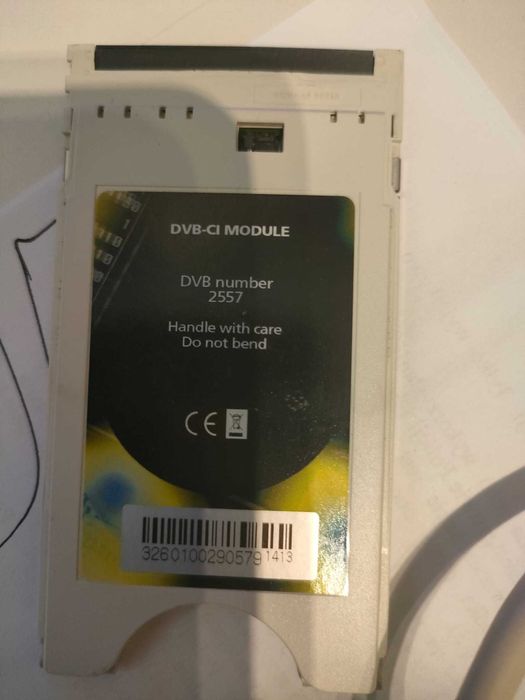 DVB-CI MODULE
DVB number
2557
Handle with care
Do not bend
CE
3260100290579 1413